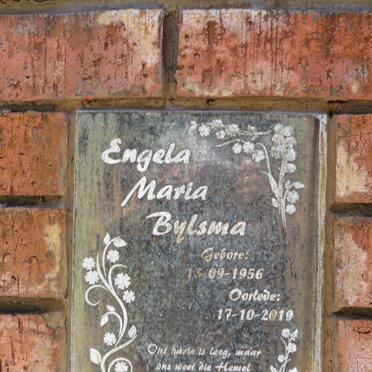 Engela
Maria
Bylsma
Gebore:
13-09-1956
Oorlede:
17-10-2019
Ons harte is leeg, maar
ons weet die Hemel